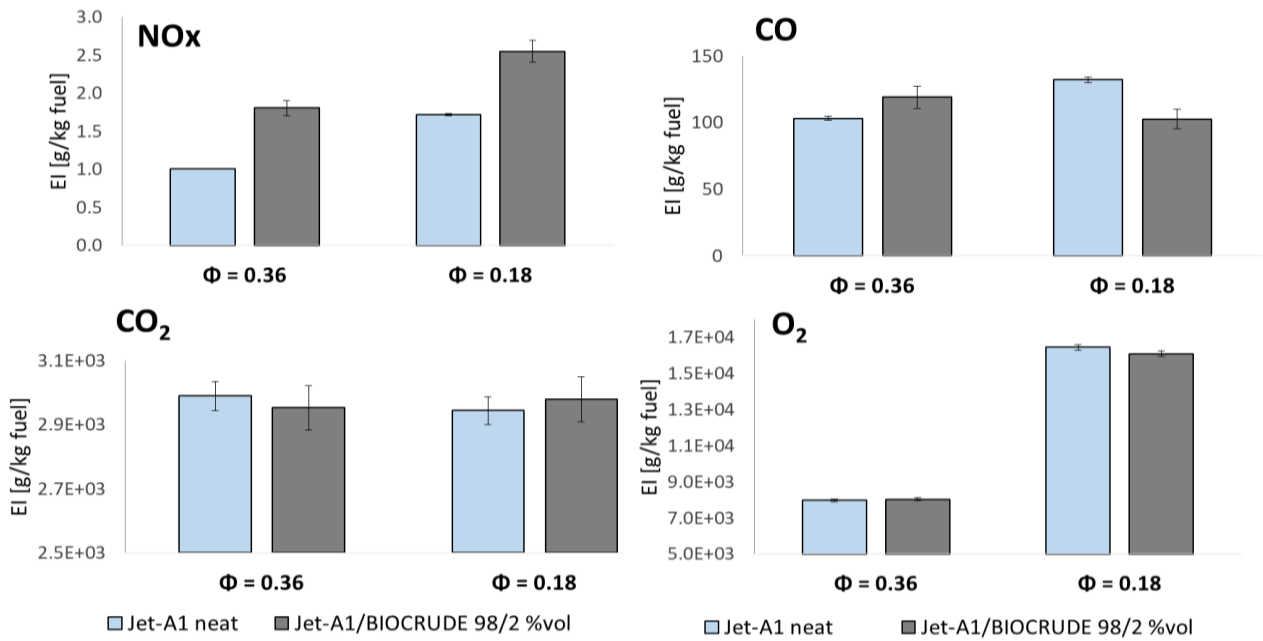 NOx
EI [g/kg fuel]
3.0
2.5
2.0
1.5
1.0
0.5
0.0
Φ = 0.36
Φ = 0.18
CO
EI [g/kg fuel]
150
100
50
0
Φ = 0.36
Φ = 0.18
CO₂
EI [g/kg fuel]
3.1E+03
2.9E+03
2.7E+03
2.5E+03
Φ = 0.36
Φ = 0.18
Jet-A1 neat
Jet-A1/BIOCRUDE 98/2 %vol
O₂
EI [g/kg fuel]
1.7E+04
1.5E+04
1.3E+04
1.1E+04
9.0E+03
7.0E+03
5.0E+03
Φ = 0.36
Φ = 0.18
Jet-A1 neat
Jet-A1/BIOCRUDE 98/2 %vol